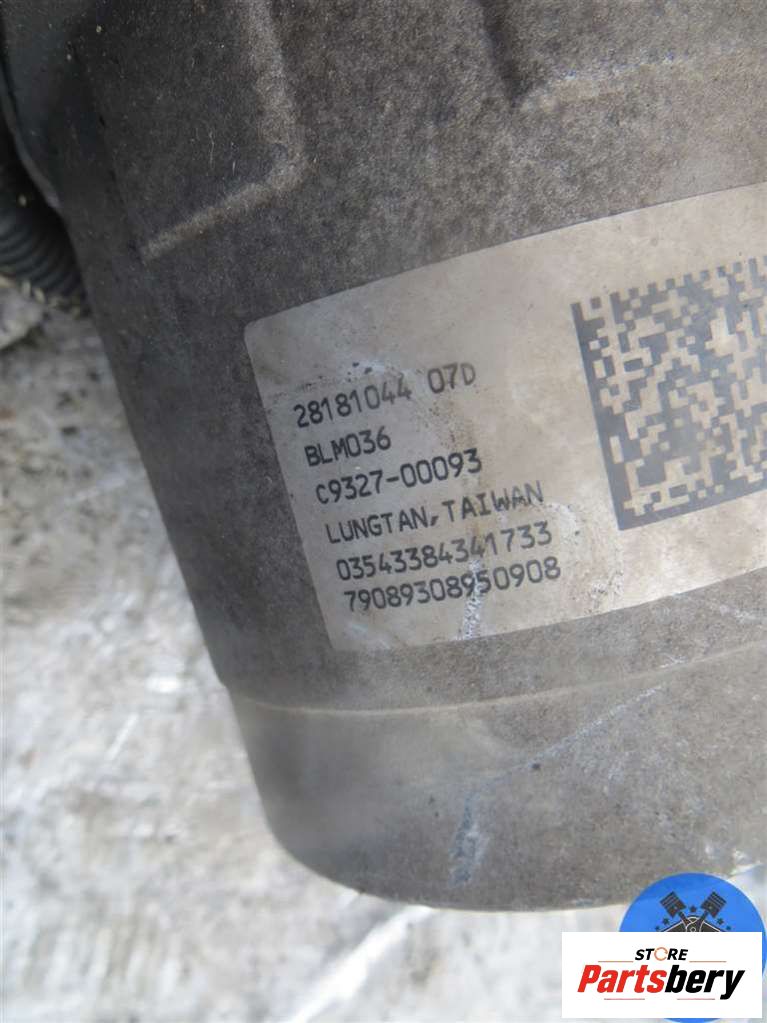 28181044 07D
BLM036
C9327-00093
LUNGTAN, TAIWAN
03543384341733
79089308950908
STORE
Partsbery